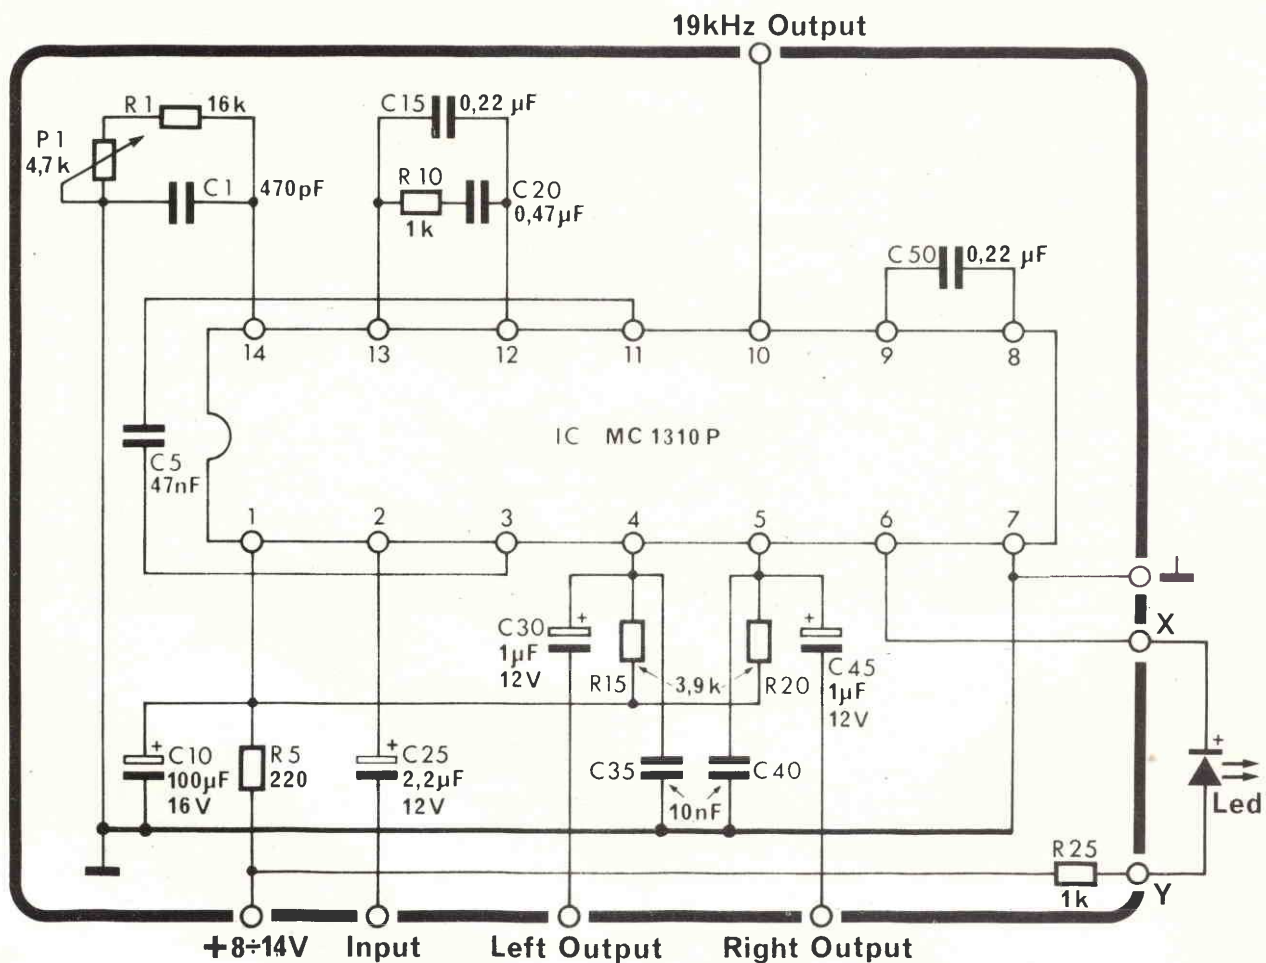 19kHz Output
R1 16k
P1
4,7k
C1 470pF
C15 0,22 µF
R10
1k
C20
0,47µF
C50 0,22 µF
14 13 12 11 10 9 8
IC MC 1310 P
C5
47nF
1 2 3 4 5 6 7
⊥
X
C30
1µF
12V
R15 3,9k R20
C45
1µF
12V
C10
100µF
16V
R5
220
C25
2,2µF
12V
C35 C40
10nF
Led
R25
1k
Y
+8÷14V Input Left Output Right Output